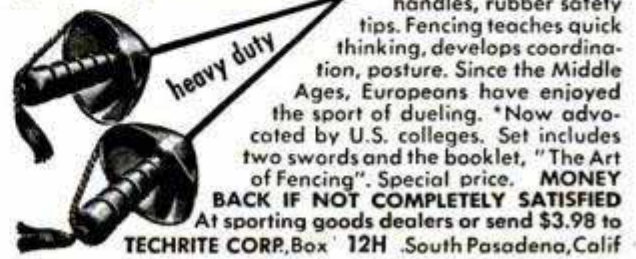 handles, rubber safety
tips. Fencing teaches quick
thinking, develops coordina-
tion, posture. Since the Middle
Ages, Europeans have enjoyed
the sport of dueling. *Now advo-
cated by U.S. colleges. Set includes
two swords and the booklet, "The Art
of Fencing". Special price. MONEY
BACK IF NOT COMPLETELY SATISFIED
At sporting goods dealers or send $3.98 to
TECHRITE CORP., Box 12H South Pasadena, Calif
heavy duty